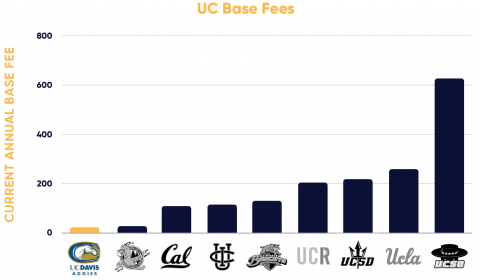 UC Base Fees
CURRENT ANNUAL BASE FEE
800
600
400
200
0
UCDAVIS
AGGIES
Cal
UC
UCR
UCSD
Ucla
UCSB